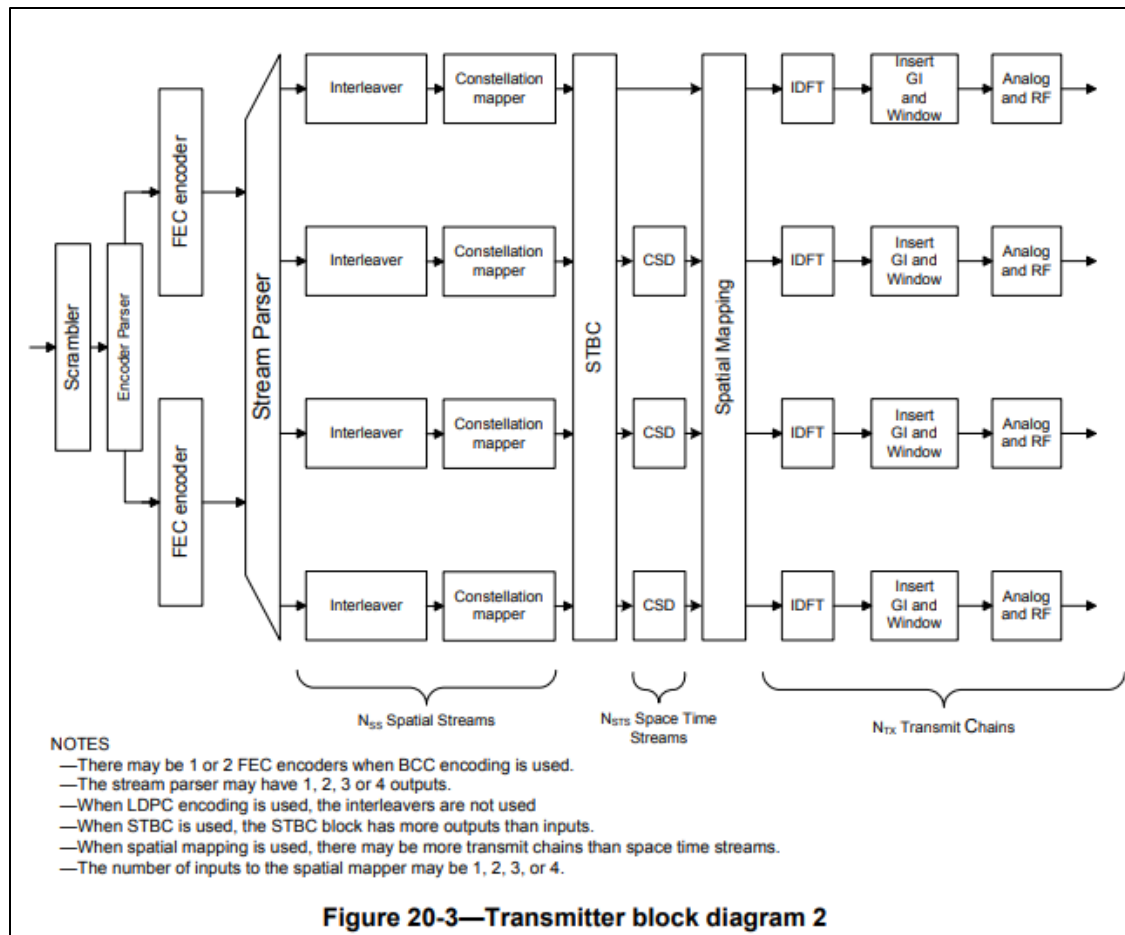 Scrambler
Encoder Parser
FEC encoder
FEC encoder
Stream Parser
Interleaver
Constellation
mapper
STBC
Spatial Mapping
IDFT
Insert
GI
and
Window
Analog
and RF
Interleaver
Constellation
mapper
CSD
IDFT
Insert
GI and
Window
Analog
and RF
Interleaver
Constellation
mapper
CSD
IDFT
Insert
GI and
Window
Analog
and RF
Interleaver
Constellation
mapper
CSD
IDFT
Insert
GI and
Window
Analog
and RF
NSS Spatial Streams
NSTS Space Time
Streams
NTX Transmit Chains
NOTES
—There may be 1 or 2 FEC encoders when BCC encoding is used.
—The stream parser may have 1, 2, 3 or 4 outputs.
—When LDPC encoding is used, the interleavers are not used
—When STBC is used, the STBC block has more outputs than inputs.
—When spatial mapping is used, there may be more transmit chains than space time streams.
—The number of inputs to the spatial mapper may be 1, 2, 3, or 4.
Figure 20-3—Transmitter block diagram 2